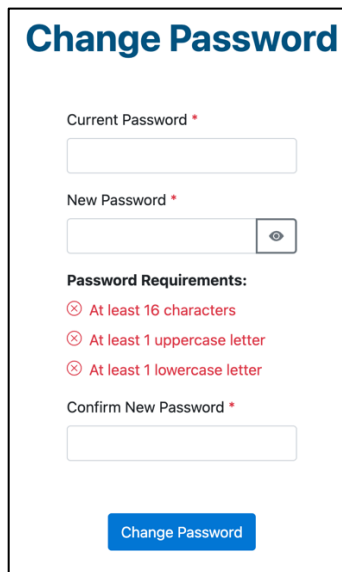 Change Password
Current Password *
New Password *
Password Requirements:
At least 16 characters
At least 1 uppercase letter
At least 1 lowercase letter
Confirm New Password *
Change Password